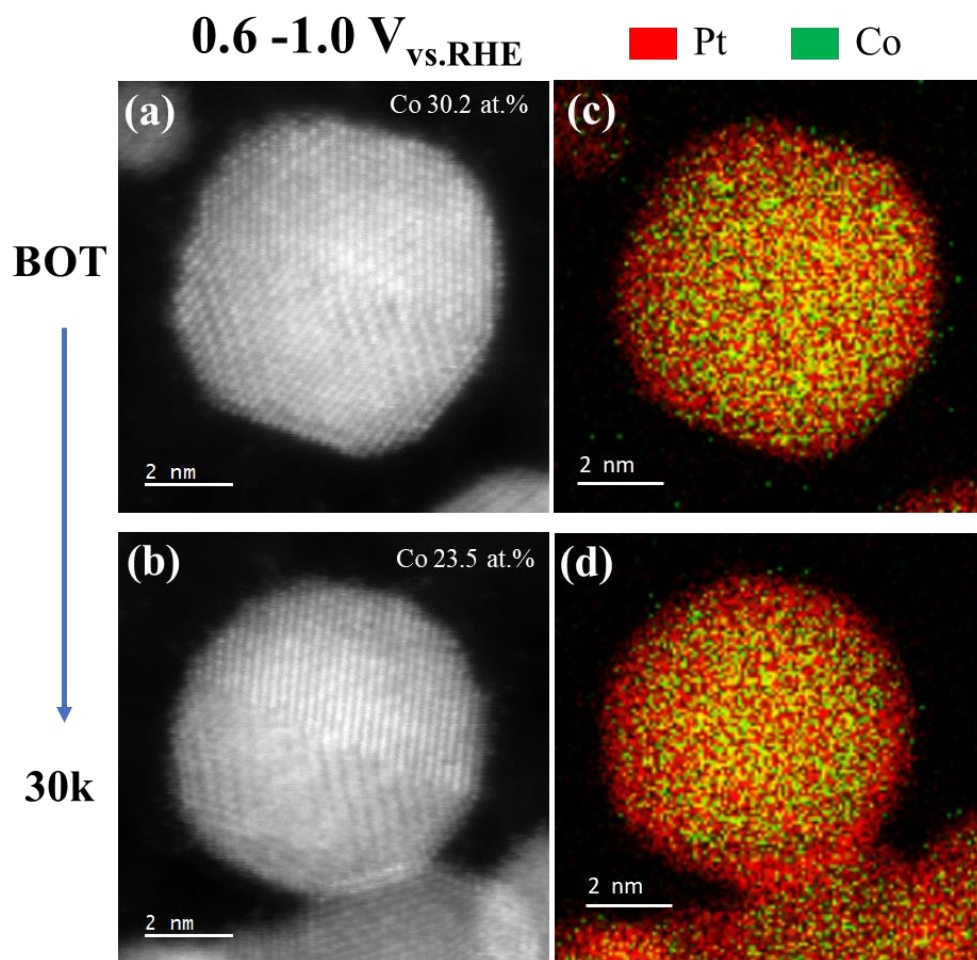 0.6 -1.0 Vvs.RHE
Pt
Co
(a)
Co 30.2 at.%
(c)
BOT
2 nm
2 nm
(b)
Co 23.5 at.%
(d)
30k
2 nm
2 nm